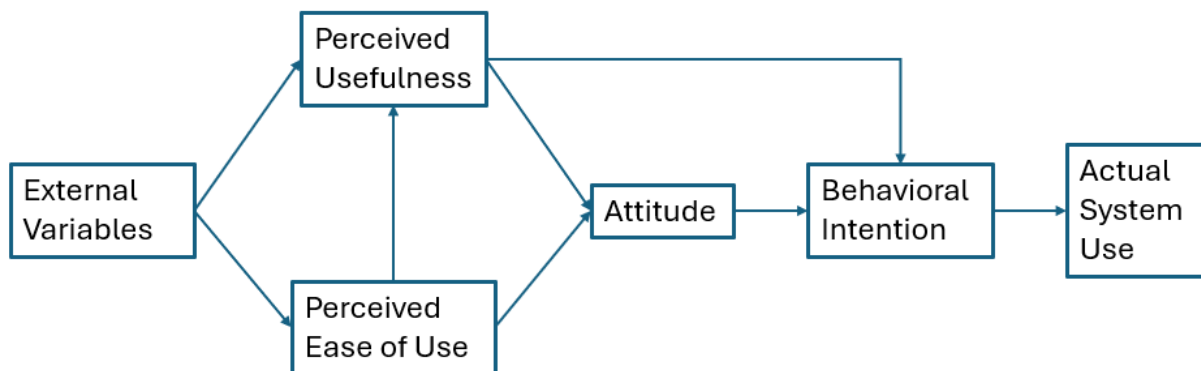 Perceived
Usefulness
External
Variables
Attitude
Behavioral
Intention
Actual
System
Use
Perceived
Ease of Use